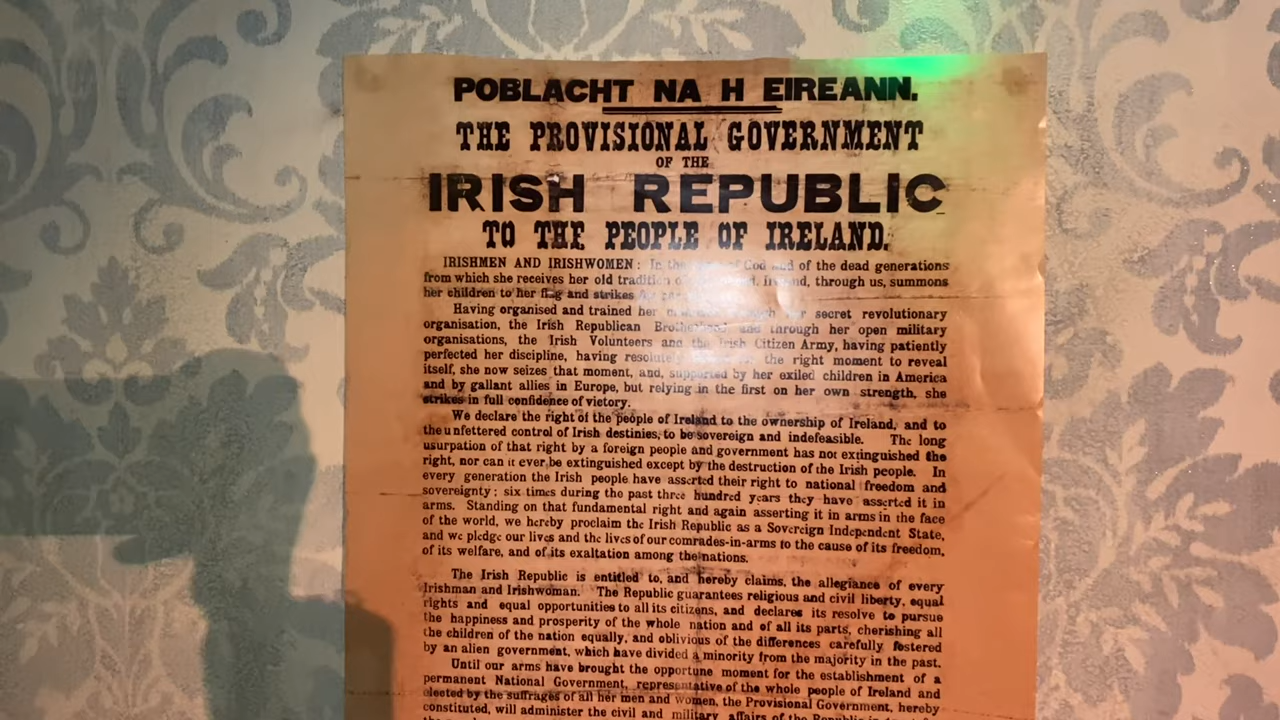 POBLACHT NA H EIREANN.
THE PROVISIONAL GOVERNMENT
OF THE
IRISH REPUBLIC
TO THE PEOPLE OF IRELAND.
IRISHMEN AND IRISHWOMEN : In the of God and of the dead generations
from which she receives her old tradition of Ireland, through us, summons
her children to her flag and strikes for
Having organised and trained her through her secret revolutionary
organisation, the Irish Republican Brotherhood, and through her open military
organisations, the Irish Volunteers and the Irish Citizen Army, having patiently
perfected her discipline, having resolutely for the right moment to reveal
itself, she now seizes that moment, and, supported by her exiled children in America
and by gallant allies in Europe, but relying in the first on her own strength, she
strikes in full confidence of victory.
We declare the right of the people of Ireland to the ownership of Ireland, and to
the unfettered control of Irish destinies, to be sovereign and indefeasible. The long
usurpation of that right by a foreign people and government has not extinguished the
right, nor can it ever be extinguished except by the destruction of the Irish people. In
every generation the Irish people have asserted their right to national freedom and
sovereignty : six times during the past three hundred years they have asserted it in
arms. Standing on that fundamental right and again asserting it in arms in the face
of the world, we hereby proclaim the Irish Republic as a Sovereign Independent State,
and we pledge our lives and the lives of our comrades-in-arms to the cause of its freedom,
of its welfare, and of its exaltation among the nations.
The Irish Republic is entitled to, and hereby claims, the allegiance of every
Irishman and Irishwoman. The Republic guarantees religious and civil liberty, equal
rights and equal opportunities to all its citizens, and declares its resolve to pursue
the happiness and prosperity of the whole nation and of all its parts, cherishing all
the children of the nation equally, and oblivious of the differences carefully fostered
by an alien government, which have divided a minority from the majority in the past.
Until our arms have brought the opportune moment for the establishment of a
permanent National Government, representative of the whole people of Ireland and
elected by the suffrages of all her men and women, the Provisional Government, hereby
constituted, will administer the civil and military affairs of the Republic in trust for